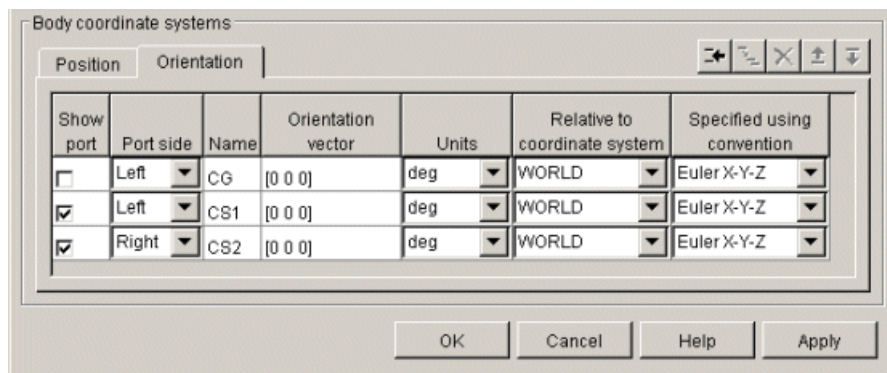 Body coordinate systems
Position Orientation
Show port Port side Name Orientation vector Units Relative to coordinate system Specified using convention
Left CG [0 0 0] deg WORLD Euler X-Y-Z
Left CS1 [0 0 0] deg WORLD Euler X-Y-Z
Right CS2 [0 0 0] deg WORLD Euler X-Y-Z
OK Cancel Help Apply